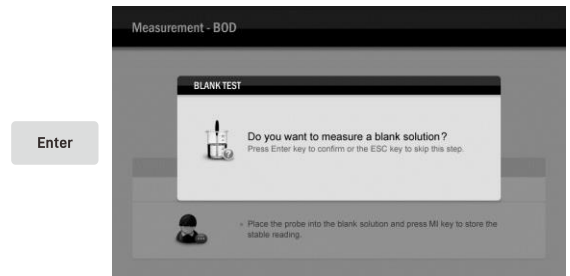 Measurement - BOD
BLANK TEST
Enter
Do you want to measure a blank solution?
Press Enter key to confirm or the ESC key to skip this step.
Place the probe into the blank solution and press MI key to store the
stable reading.